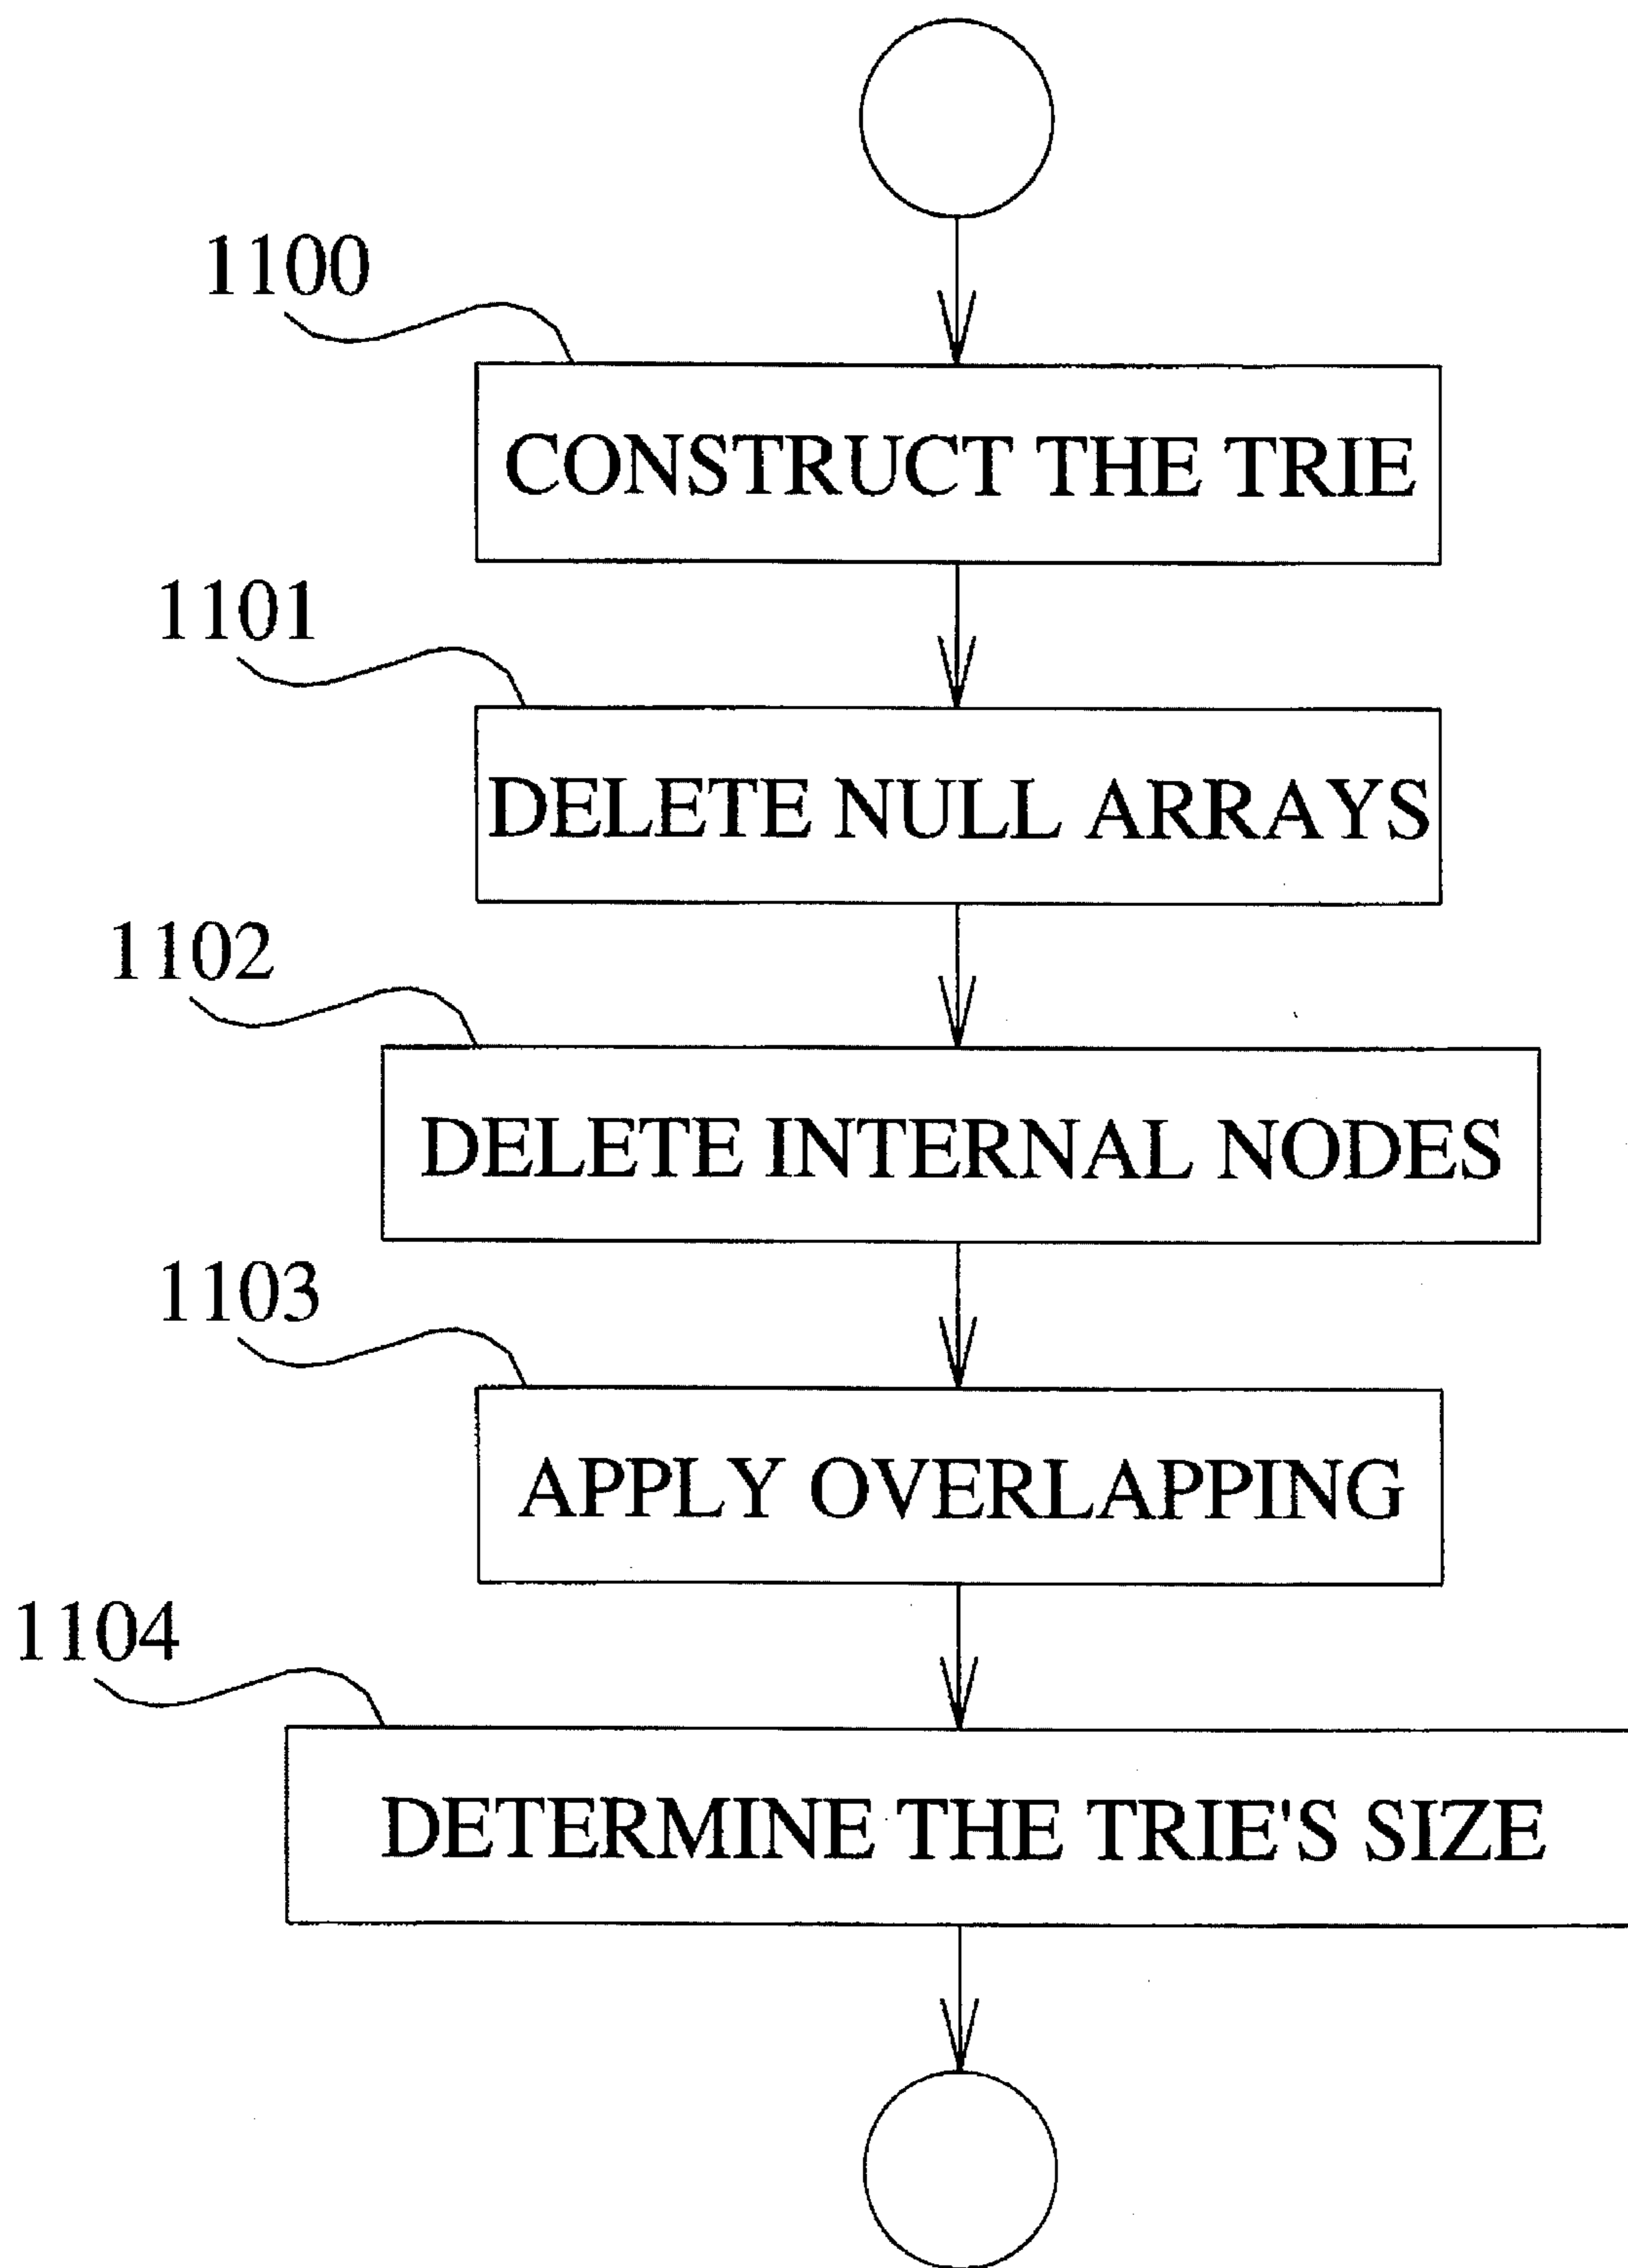 1100
CONSTRUCT THE TRIE
1101
DELETE NULL ARRAYS
1102
DELETE INTERNAL NODES
1103
APPLY OVERLAPPING
1104
DETERMINE THE TRIE'S SIZE